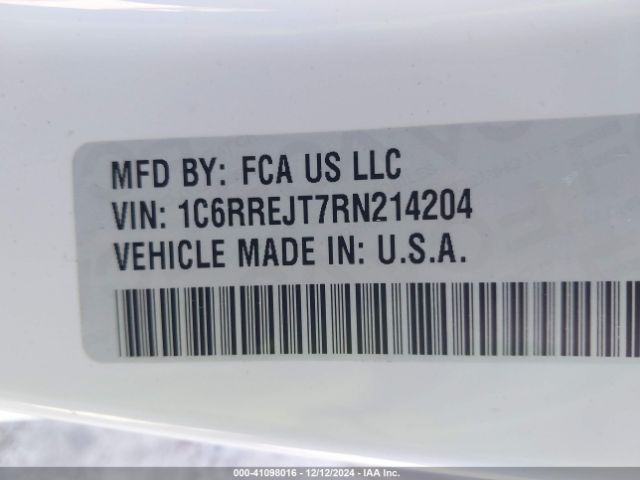 MFD BY: FCA US LLC
VIN: 1C6RREJT7RN214204
VEHICLE MADE IN: U.S.A.
000-41098016 - 12/12/2024 - IAA Inc.